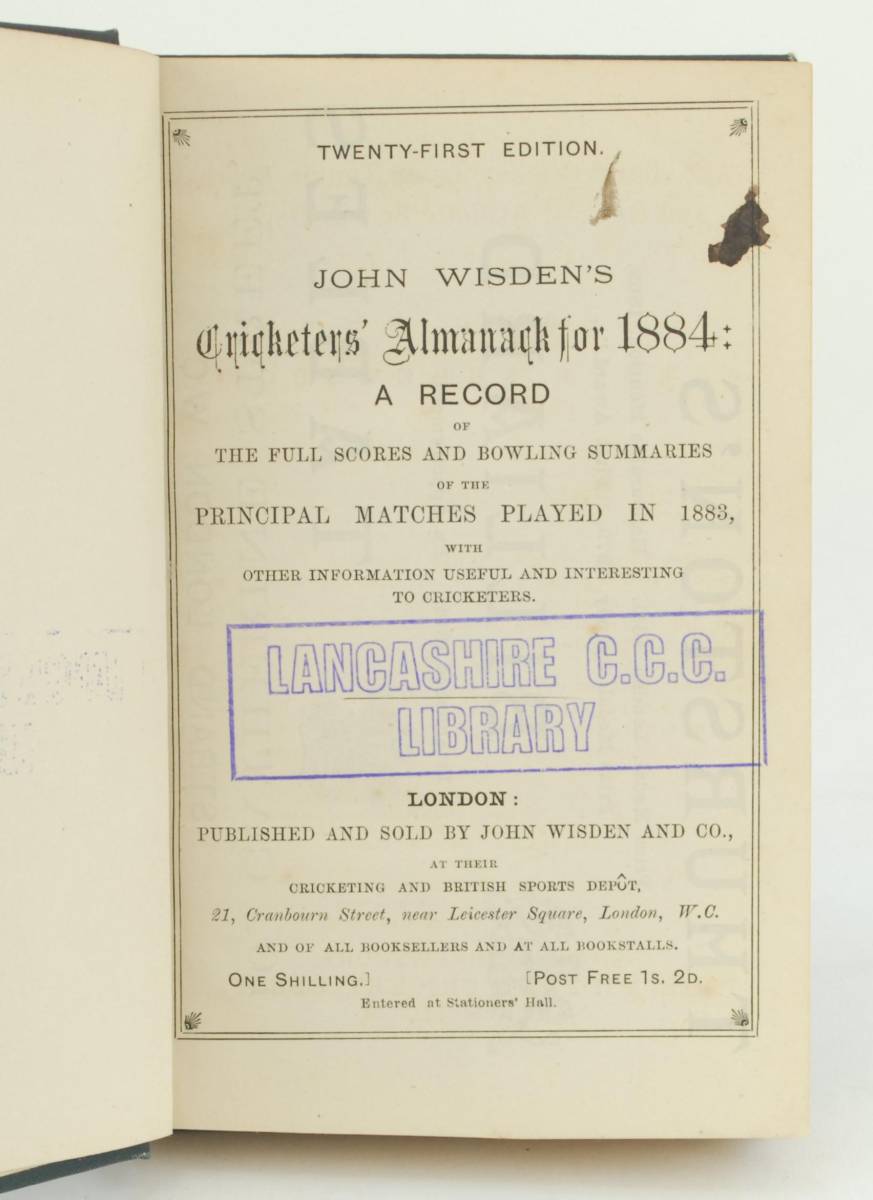 TWENTY-FIRST EDITION.
JOHN WISDEN'S
Cricketers' Almanack for 1884:
A RECORD
OF
THE FULL SCORES AND BOWLING SUMMARIES
OF THE
PRINCIPAL MATCHES PLAYED IN 1883,
WITH
OTHER INFORMATION USEFUL AND INTERESTING
TO CRICKETERS.
LANCASHIRE C.C.C.
LIBRARY
LONDON:
PUBLISHED AND SOLD BY JOHN WISDEN AND CO.,
AT THEIR
CRICKETING AND BRITISH SPORTS DEPÔT,
21, Cranbourn Street, near Leicester Square, London, W.C.
AND OF ALL BOOKSELLERS AND AT ALL BOOKSTALLS.
ONE SHILLING.] [POST FREE 1S. 2D.
Entered at Stationers' Hall.